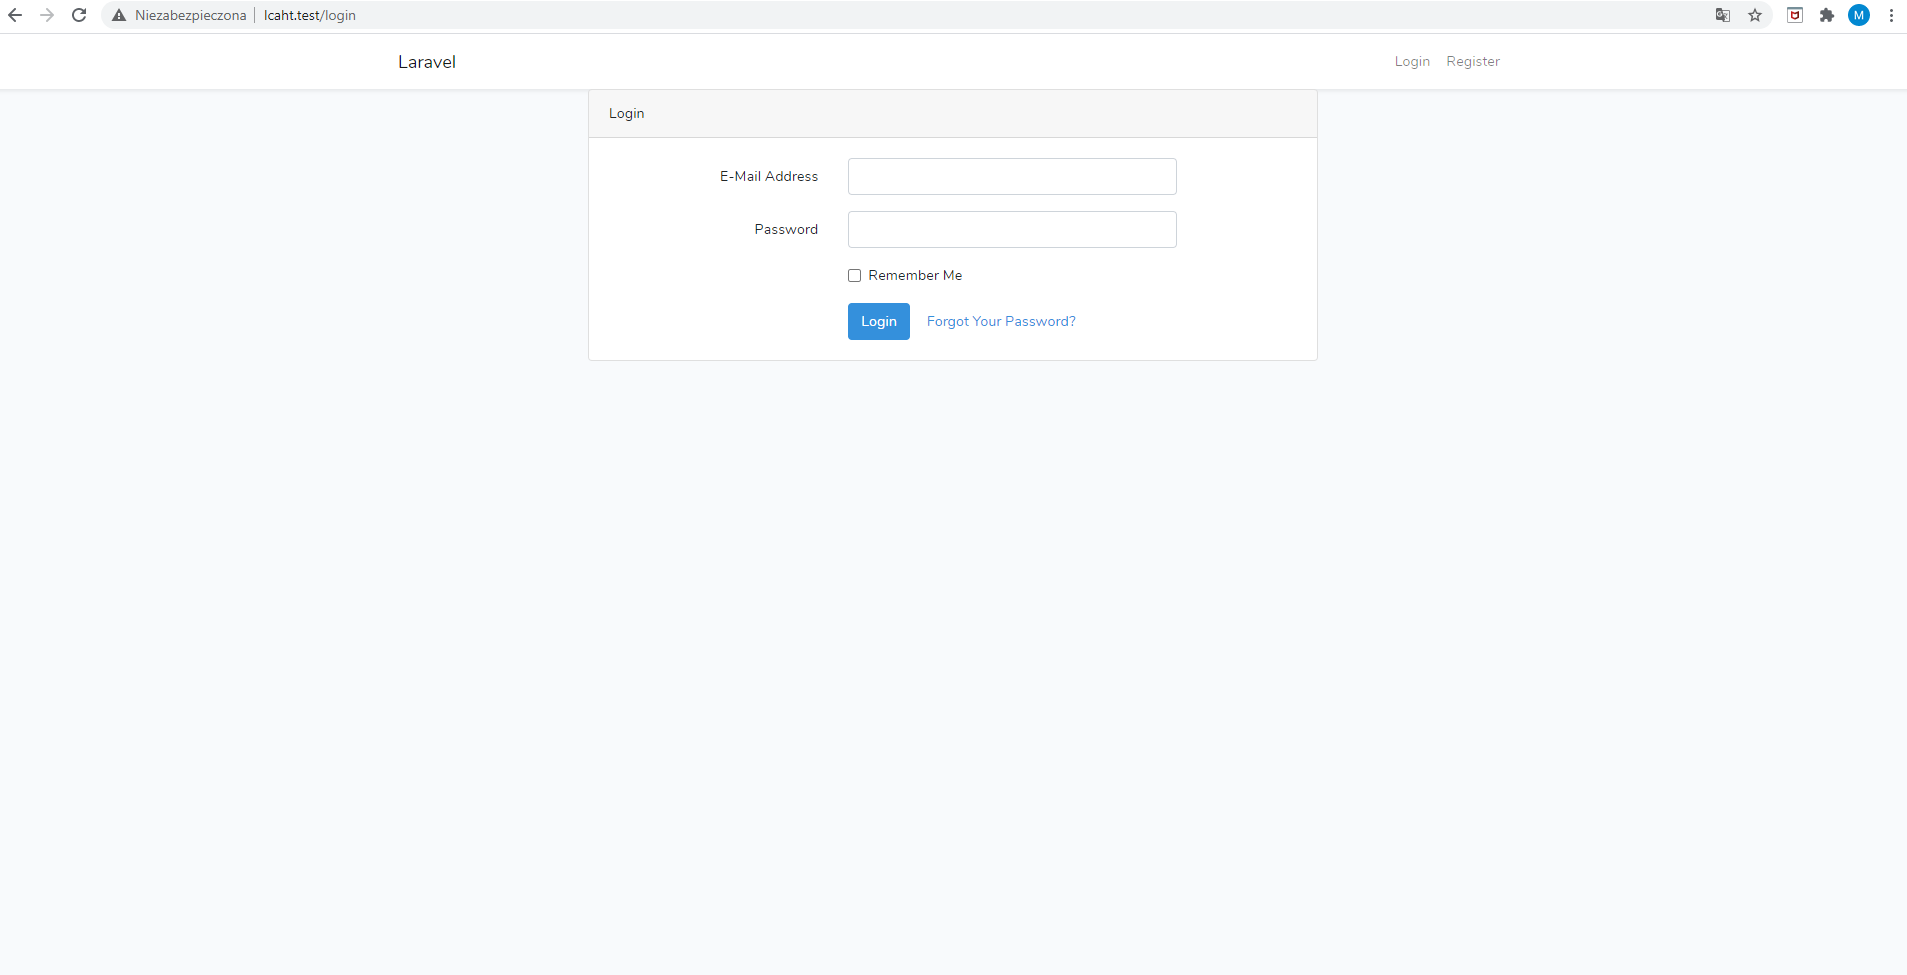 Niezabezpieczona lcaht.test/login M
Laravel Login Register
Login
E-Mail Address
Password
Remember Me
Login Forgot Your Password?